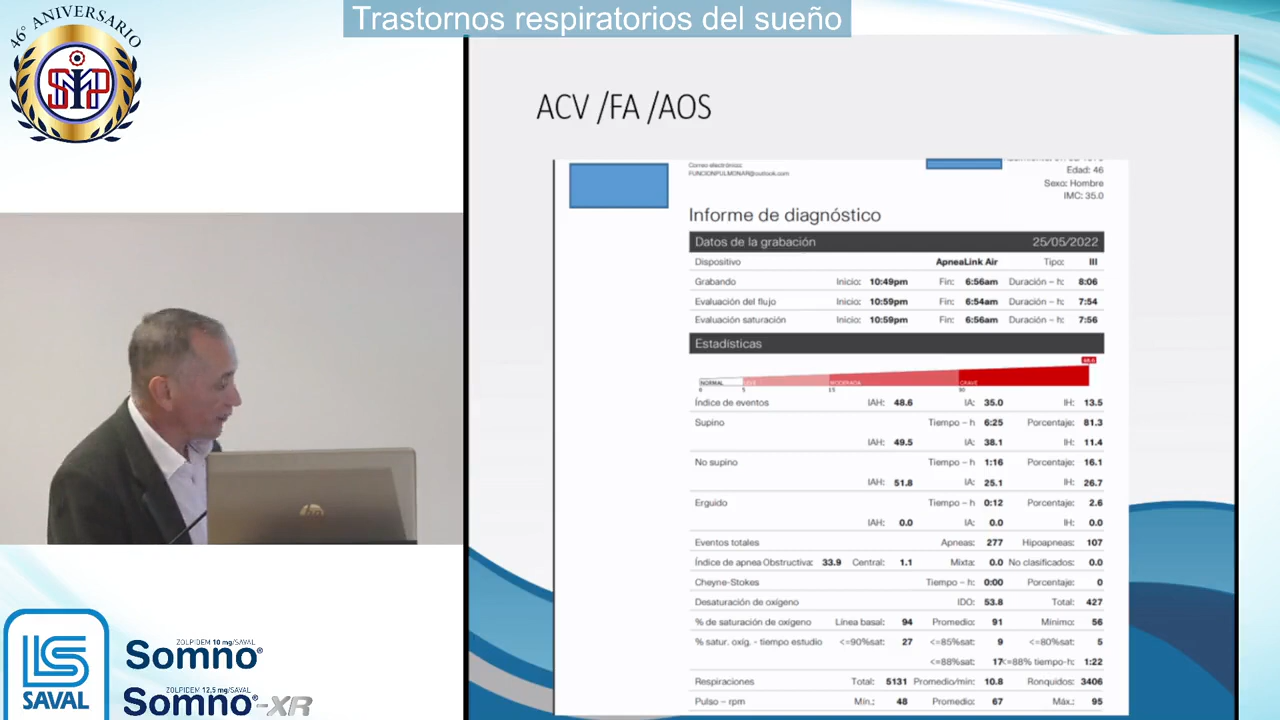 Trastornos respiratorios del sueño
46° ANIVERSARIO
SMIP
ACV /FA /AOS
Correo electrónico:
FUNCIONPULMONAR@outlook.com
Edad: 46
Sexo: Hombre
IMC: 35.0
Informe de diagnóstico
Datos de la grabación 25/05/2022
Dispositivo ApneaLink Air Tipo: III
Grabando Inicio: 10:49pm Fin: 6:56am Duración – h: 8:06
Evaluación del flujo Inicio: 10:59pm Fin: 6:54am Duración – h: 7:54
Evaluación saturación Inicio: 10:59pm Fin: 6:56am Duración – h: 7:56
Estadísticas
NORMAL LEVE MODERADA GRAVE
0 5 15 30
Índice de eventos IAH: 48.6 IA: 35.0 IH: 13.5
Supino Tiempo – h 6:25 Porcentaje: 81.3
IAH: 49.5 IA: 38.1 IH: 11.4
No supino Tiempo – h 1:16 Porcentaje: 16.1
IAH: 51.8 IA: 25.1 IH: 26.7
Erguido Tiempo – h 0:12 Porcentaje: 2.6
IAH: 0.0 IA: 0.0 IH: 0.0
Eventos totales Apneas: 277 Hipoapneas: 107
Índice de apnea Obstructiva: 33.9 Central: 1.1 Mixta: 0.0 No clasificados: 0.0
Cheyne-Stokes Tiempo – h: 0:00 Porcentaje: 0
Desaturación de oxígeno IDO: 53.8 Total: 427
% de saturación de oxígeno Línea basal: 94 Promedio: 91 Mínimo: 56
% satur. oxíg. - tiempo estudio <=90%sat: 27 <=85%sat: 9 <=80%sat: 5
<=88%sat: 17 <=88% tiempo-h: 1:22
Respiraciones Total: 5131 Promedio/min: 10.8 Ronquidos: 3406
Pulso – rpm Mín.: 48 Promedio: 67 Máx.: 95
hp
LS
SAVAL
ZOLPIDEM 10 mg/SAVAL
Somno®
ZOLPIDEM 12,5 mg/SAVAL
Somno®-XR